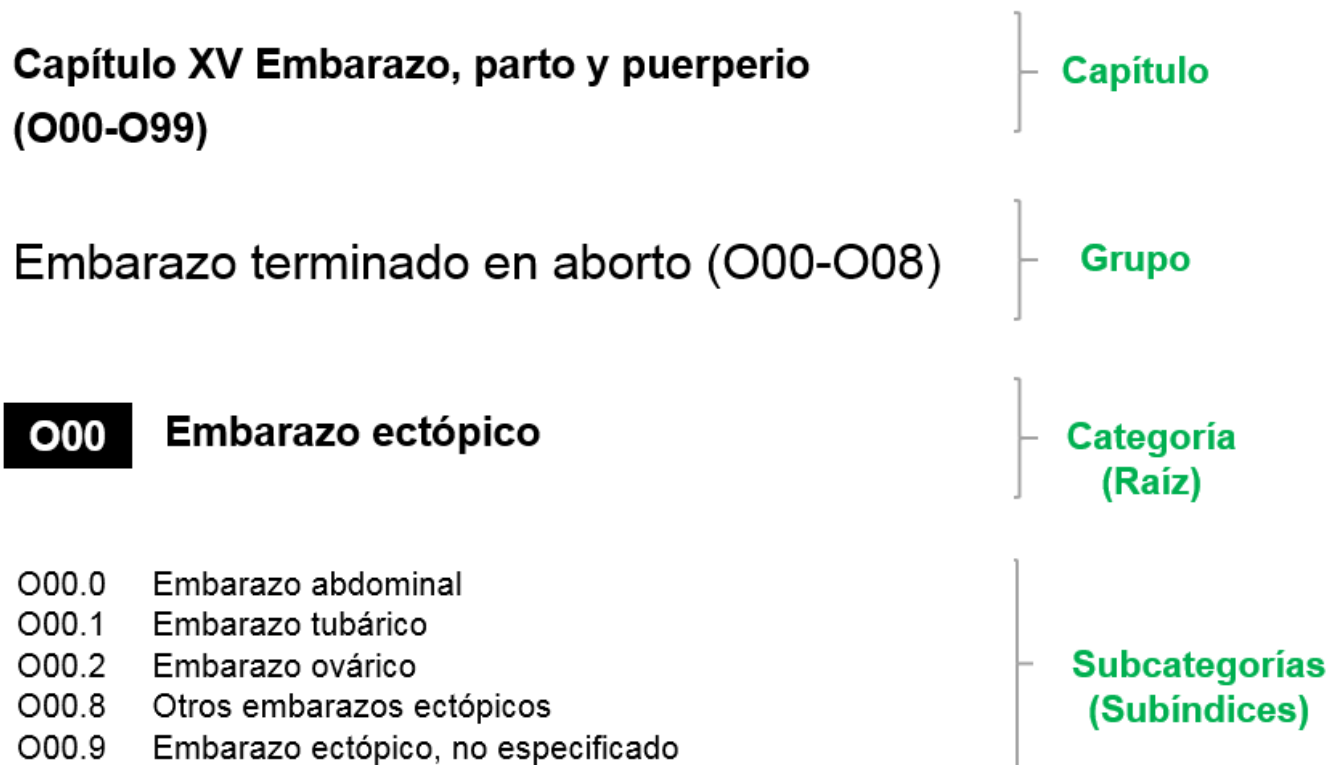 Capítulo XV Embarazo, parto y puerperio
(O00-O99)
Capítulo
Embarazo terminado en aborto (O00-O08)
Grupo
O00 Embarazo ectópico
Categoría
(Raíz)
O00.0 Embarazo abdominal
O00.1 Embarazo tubárico
O00.2 Embarazo ovárico
O00.8 Otros embarazos ectópicos
O00.9 Embarazo ectópico, no especificado
Subcategorías
(Subíndices)